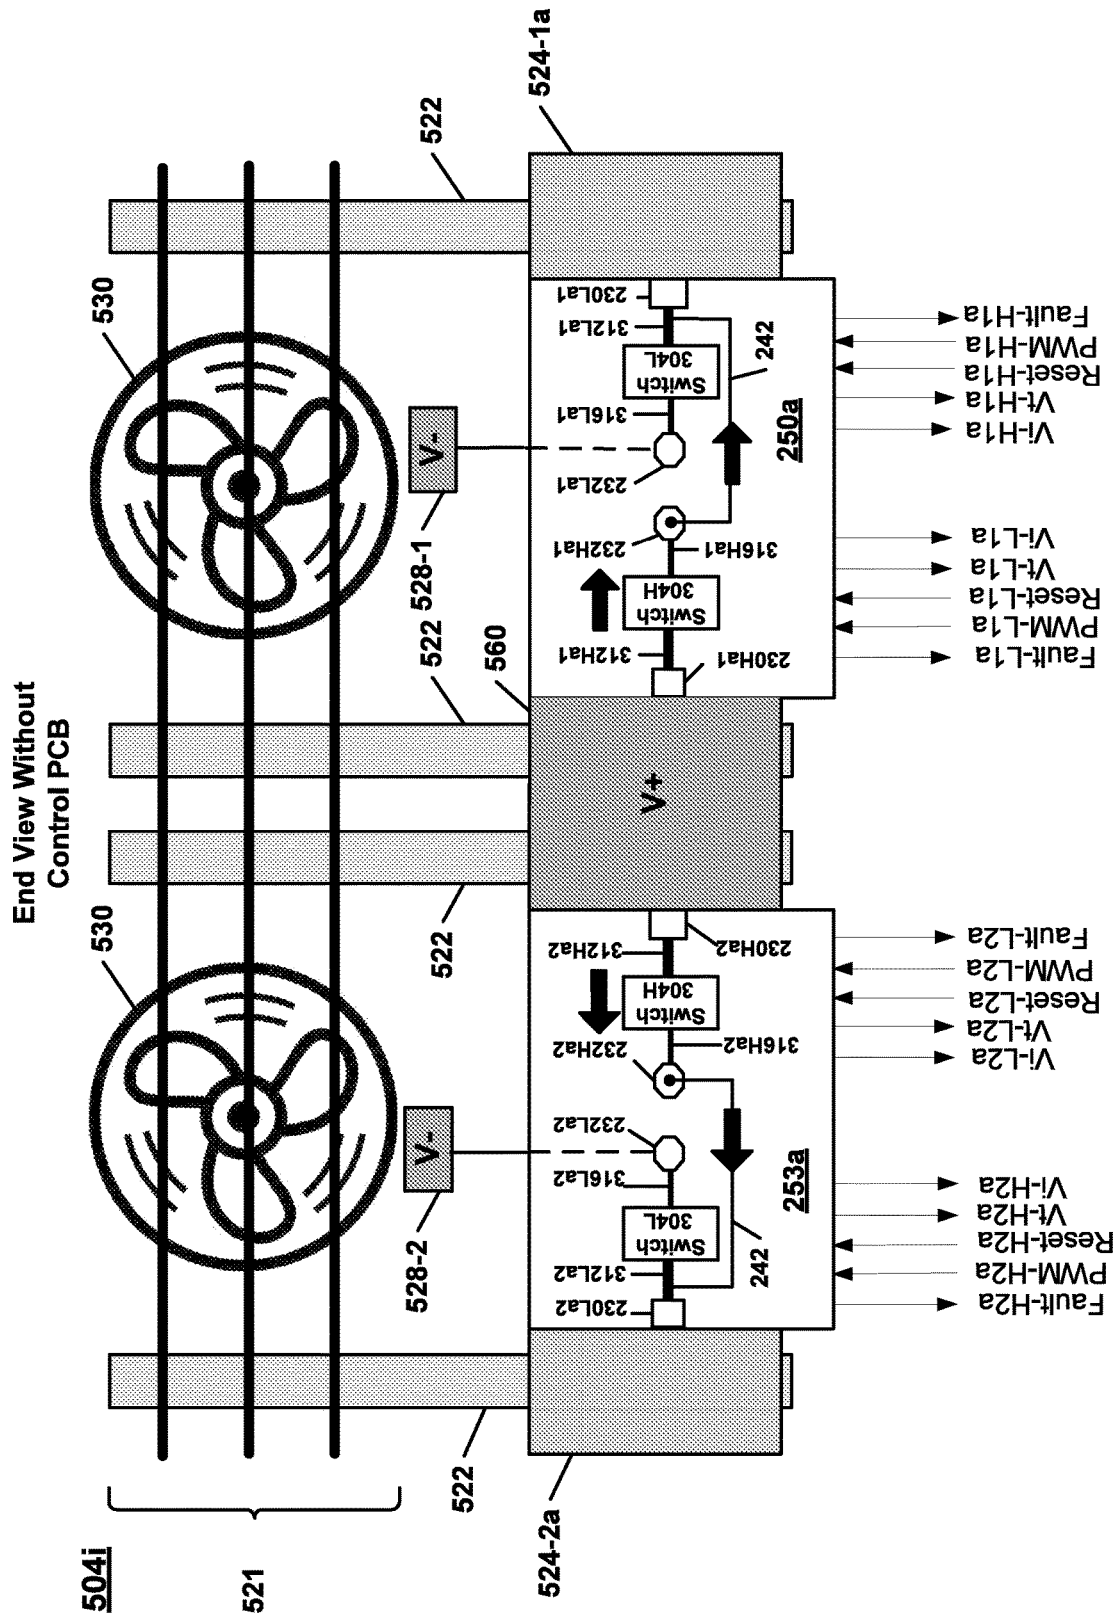 End View Without
Control PCB
504i
521
530
530
522
522
522
522
528-2
528-1
V-
V-
560
524-2a
524-1a
V+
230La2
312La2
Switch
304L
316La2
232La2
232Ha2
316Ha2
Switch
304H
312Ha2
230Ha2
242
253a
230Ha1
312Ha1
Switch
304H
316Ha1
232Ha1
232La1
316La1
Switch
304L
312La1
230La1
242
250a
Fault-H2a
PWM-H2a
Reset-H2a
Vt-H2a
Vi-H2a
Vi-L2a
Vt-L2a
Reset-L2a
PWM-L2a
Fault-L2a
Fault-L1a
PWM-L1a
Reset-L1a
Vt-L1a
Vi-L1a
Vi-H1a
Vt-H1a
Reset-H1a
PWM-H1a
Fault-H1a